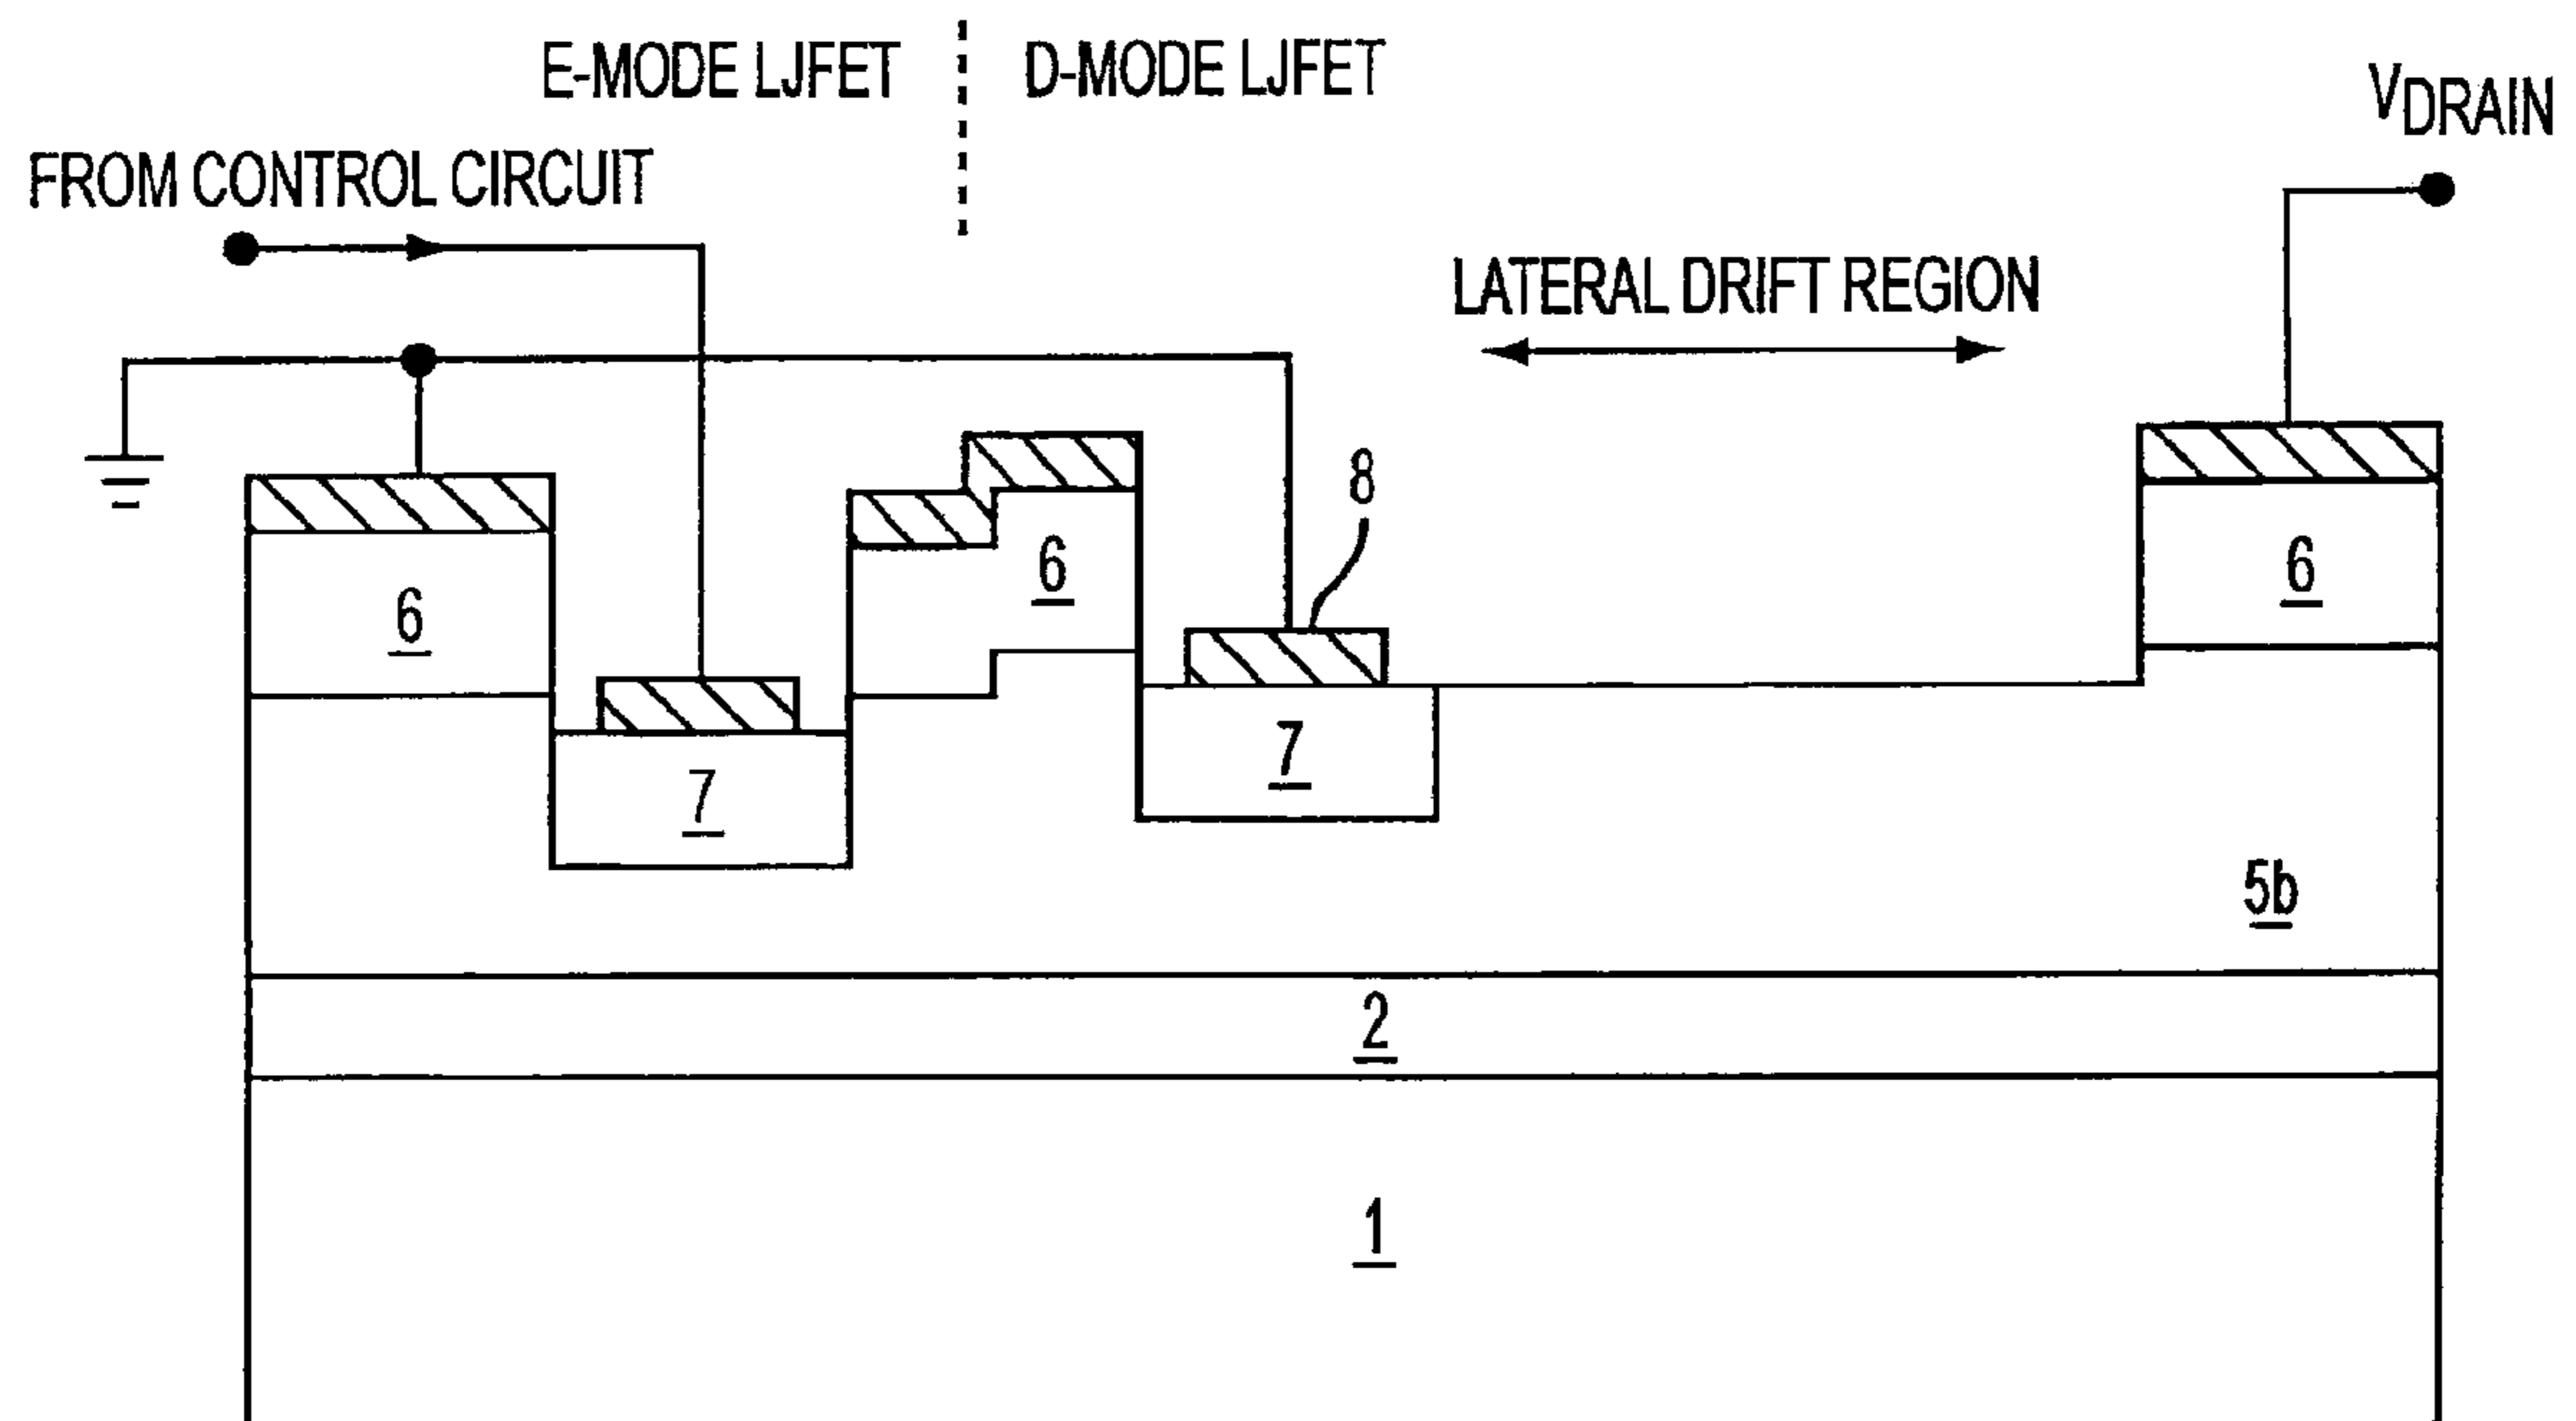 E-MODE LJFET
D-MODE LJFET
VDRAIN
FROM CONTROL CIRCUIT
LATERAL DRIFT REGION
8
6
6
6
7
7
5b
2
1